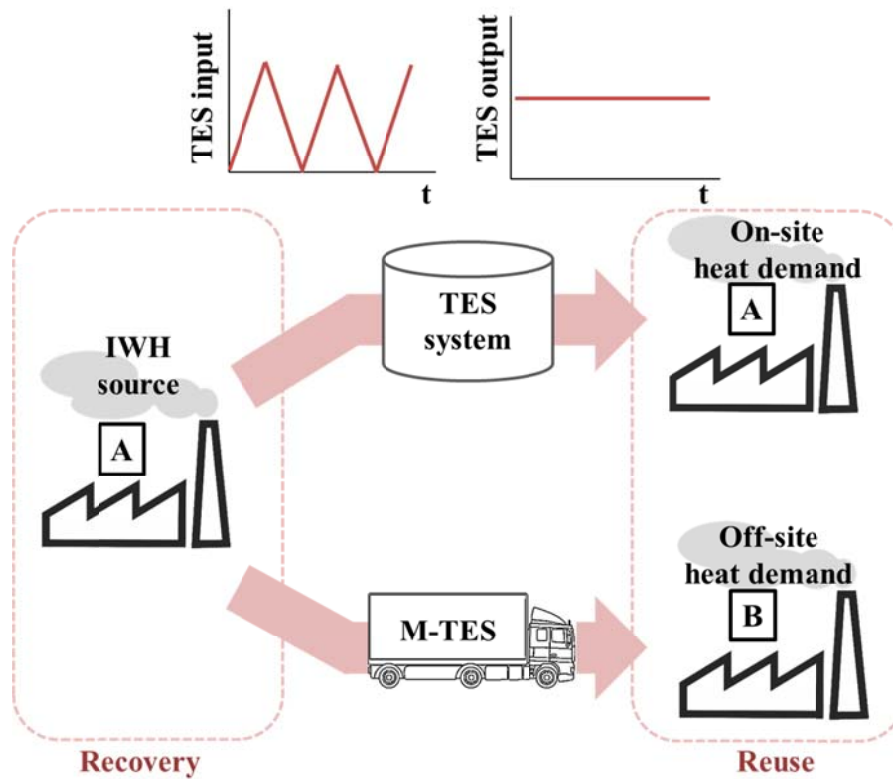 TES input
t
TES output
t
IWH
source
A
TES
system
On-site
heat demand
A
M-TES
Off-site
heat demand
B
Recovery
Reuse